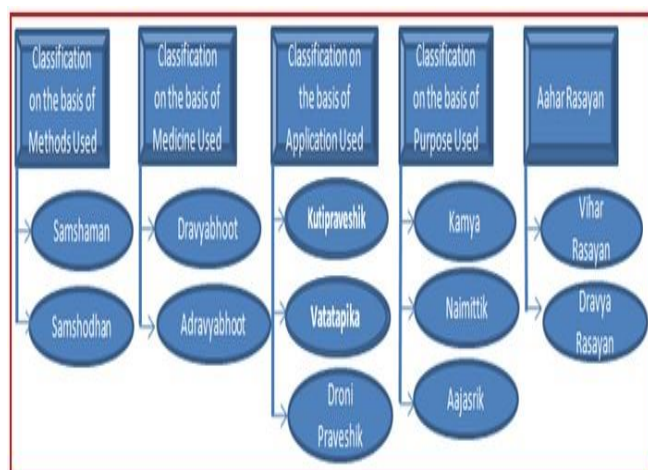 Classification
on the basis of
Methods Used
Samshaman
Samshodhan
Classification
on the basis of
Medicine Used
Dravyabhoot
Adravyabhoot
Classification on
the basis of
Application Used
Kutipraveshik
Vatatapika
Droni
Praveshik
Classification
on the basis of
Purpose Used
Kamya
Naimittik
Aajasrik
Aahar Rasayan
Vihar
Rasayan
Dravya
Rasayan